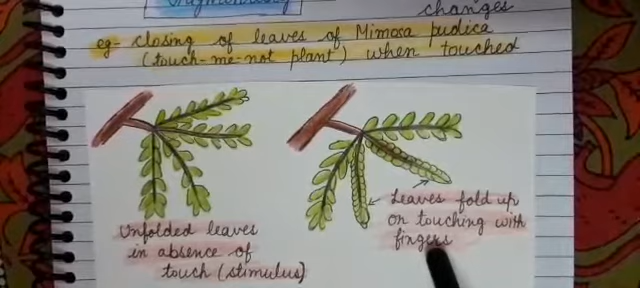 changes
eg- closing of leaves of Mimosa pudica
(touch-me-not plant) when touched
Unfolded leaves
in absence of
touch (stimulus)
Leaves fold up
on touching with
fingers